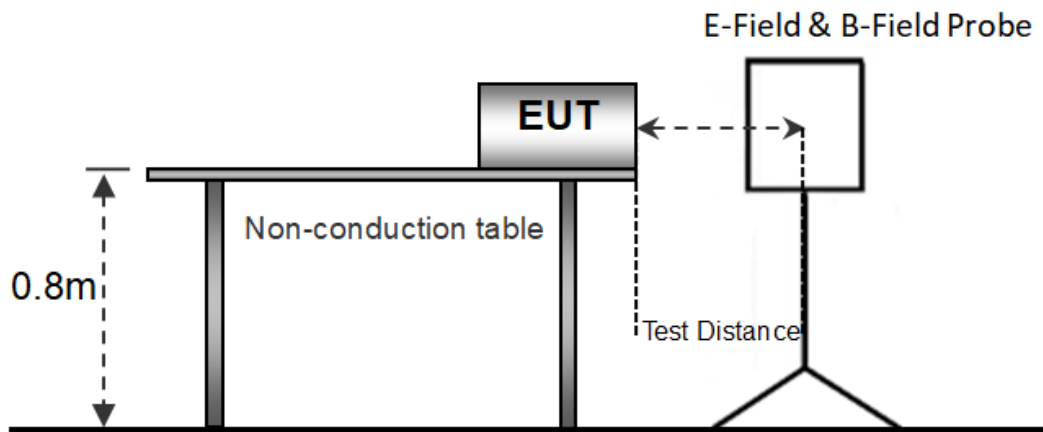 E-Field & B-Field Probe
EUT
Non-conduction table
0.8m
Test Distance